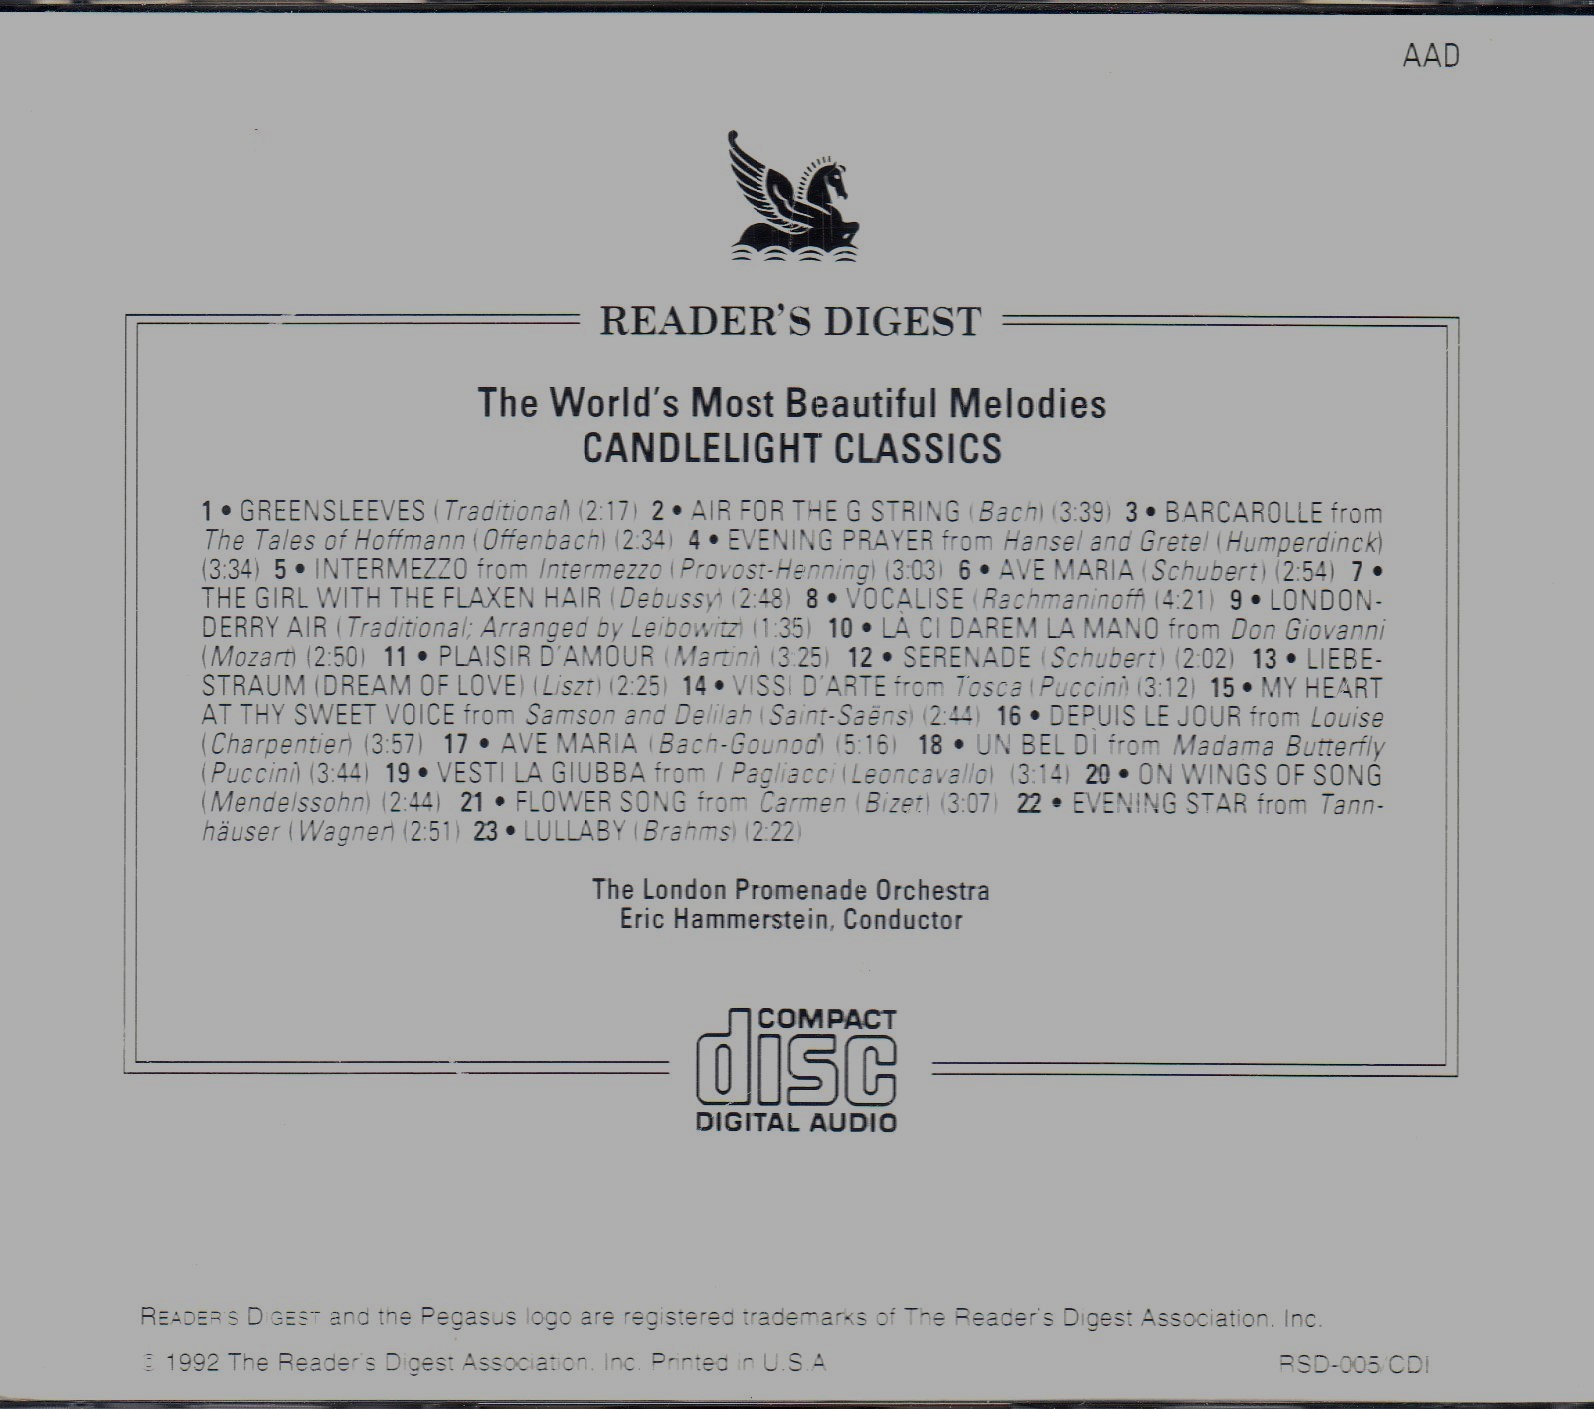 AAD
READER'S DIGEST
The World's Most Beautiful Melodies
CANDLELIGHT CLASSICS
1 • GREENSLEEVES (Traditional) (2:17) 2 • AIR FOR THE G STRING (Bach) (3:39) 3 • BARCAROLLE from
The Tales of Hoffmann (Offenbach) (2:34) 4 • EVENING PRAYER from Hansel and Gretel (Humperdinck)
(3:34) 5 • INTERMEZZO from Intermezzo (Provost-Henning) (3:03) 6 • AVE MARIA (Schubert) (2:54) 7 •
THE GIRL WITH THE FLAXEN HAIR (Debussy) (2:48) 8 • VOCALISE (Rachmaninoff) (4:21) 9 • LONDON-
DERRY AIR (Traditional; Arranged by Leibowitz) (1:35) 10 • LÀ CI DAREM LA MANO from Don Giovanni
(Mozart) (2:50) 11 • PLAISIR D'AMOUR (Martini) (3:25) 12 • SERENADE (Schubert) (2:02) 13 • LIEBE-
STRAUM (DREAM OF LOVE) (Liszt) (2:25) 14 • VISSI D'ARTE from Tosca (Puccini) (3:12) 15 • MY HEART
AT THY SWEET VOICE from Samson and Delilah (Saint-Saëns) (2:44) 16 • DEPUIS LE JOUR from Louise
(Charpentier) (3:57) 17 • AVE MARIA (Bach-Gounod) (5:16) 18 • UN BEL DÌ from Madama Butterfly
(Puccini) (3:44) 19 • VESTI LA GIUBBA from I Pagliacci (Leoncavallo) (3:14) 20 • ON WINGS OF SONG
(Mendelssohn) (2:44) 21 • FLOWER SONG from Carmen (Bizet) (3:07) 22 • EVENING STAR from Tann-
häuser (Wagner) (2:51) 23 • LULLABY (Brahms) (2:22)
The London Promenade Orchestra
Eric Hammerstein, Conductor
COMPACT
disc
DIGITAL AUDIO
READER'S DIGEST and the Pegasus logo are registered trademarks of The Reader's Digest Association, Inc.
1992 The Reader's Digest Association, Inc. Printed in U.S.A
RSD-005/CD1